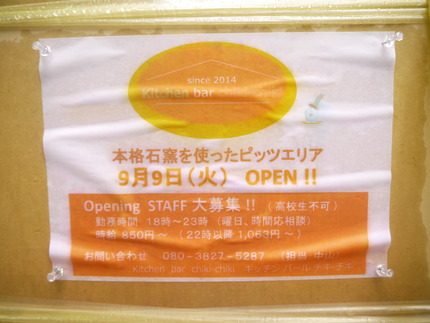 since 2014
kitchen bar chiki-chiki
本格石窯を使ったピッツエリア
9月9日(火) OPEN !!
Opening STAFF 大募集 !! (高校生不可)
勤務時間 18時～23時 (曜日、時間応相談)
時給 850円～ (22時以降 1,063円～)
お問い合わせ 080-3827-5287 (担当 中山)
Kitchen bar chiki-chiki キッチンバール チキチキ